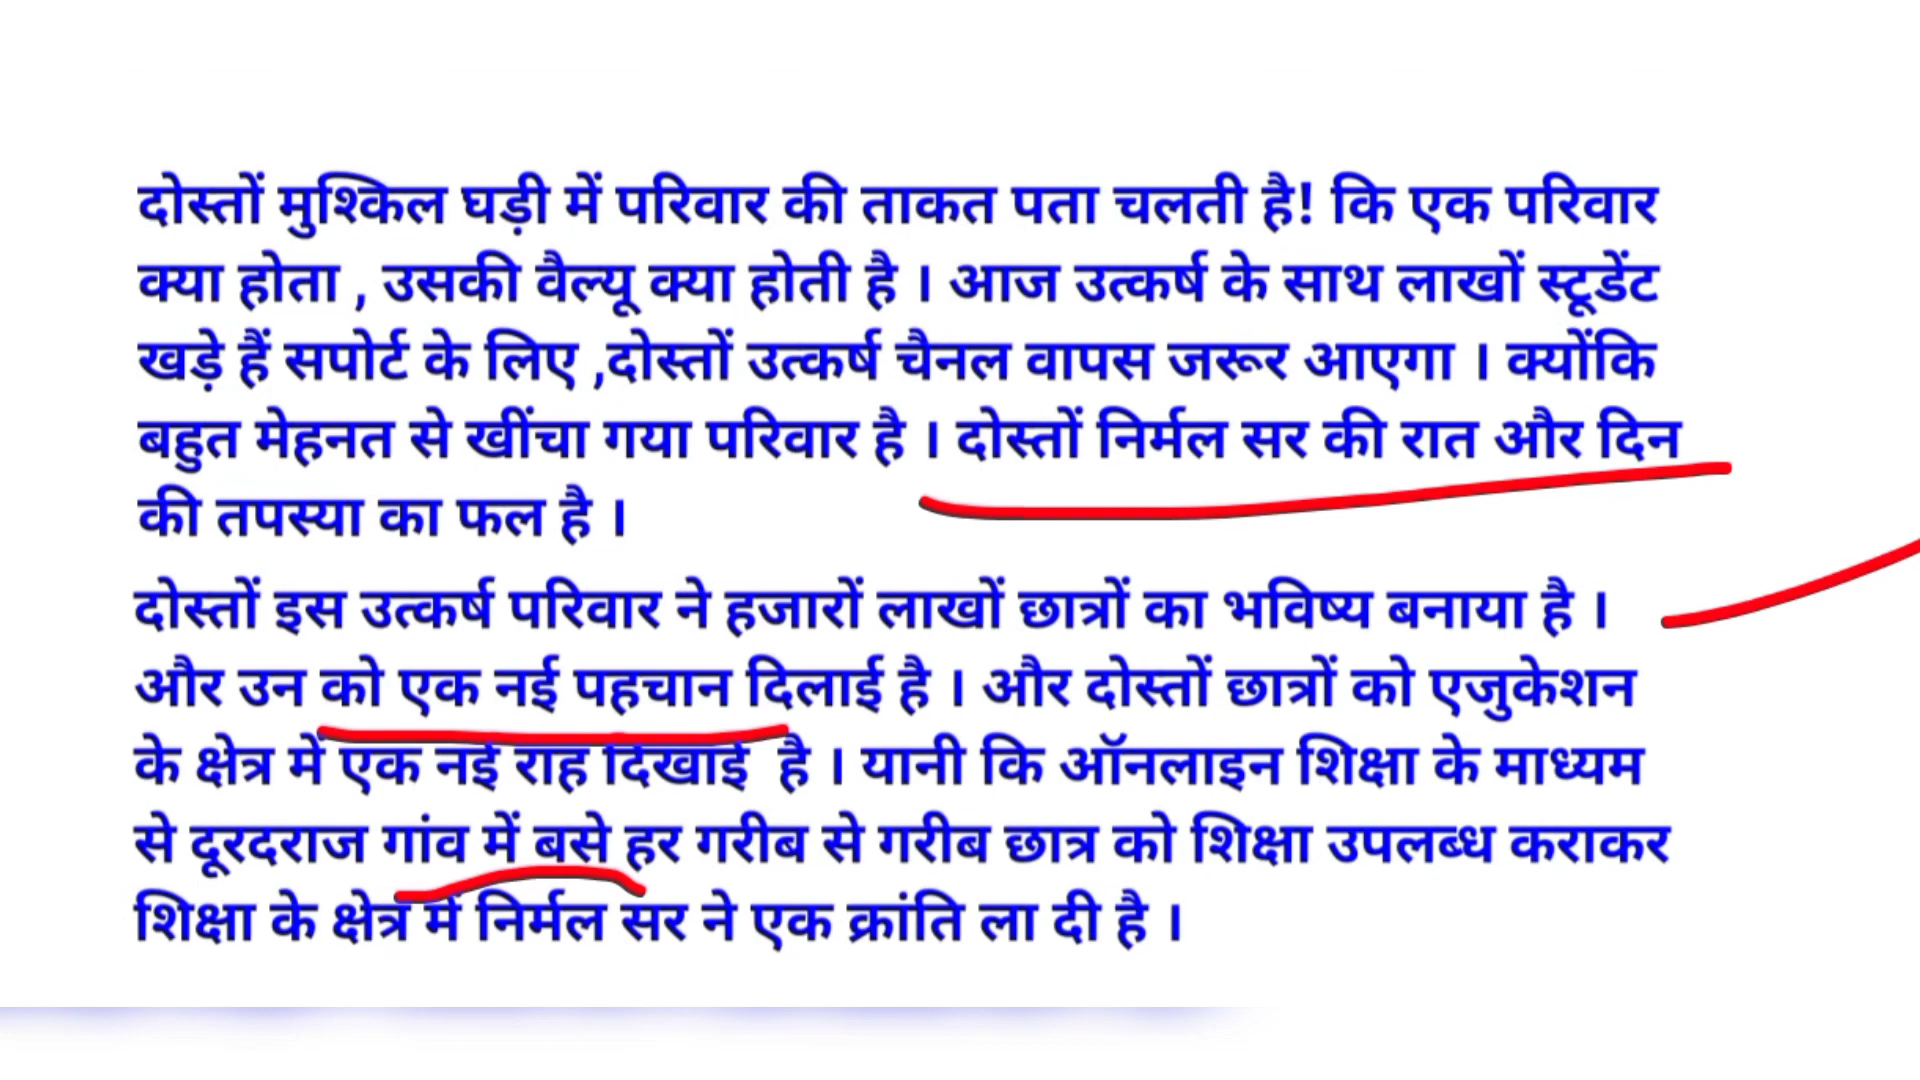 दोस्तों मुश्किल घड़ी में परिवार की ताकत पता चलती है! कि एक परिवार
क्या होता , उसकी वैल्यू क्या होती है । आज उत्कर्ष के साथ लाखों स्टूडेंट
खड़े हैं सपोर्ट के लिए ,दोस्तों उत्कर्ष चैनल वापस जरूर आएगा । क्योंकि
बहुत मेहनत से खींचा गया परिवार है । दोस्तों निर्मल सर की रात और दिन
की तपस्या का फल है ।
दोस्तों इस उत्कर्ष परिवार ने हजारों लाखों छात्रों का भविष्य बनाया है ।
और उन को एक नई पहचान दिलाई है । और दोस्तों छात्रों को एजुकेशन
के क्षेत्र में एक नई राह दिखाई है । यानी कि ऑनलाइन शिक्षा के माध्यम
से दूरदराज गांव में बसे हर गरीब से गरीब छात्र को शिक्षा उपलब्ध कराकर
शिक्षा के क्षेत्र में निर्मल सर ने एक क्रांति ला दी है ।